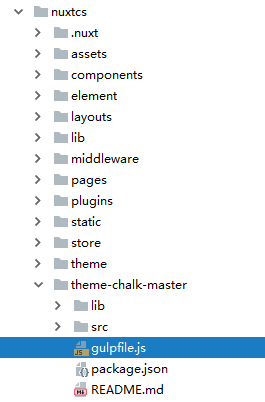 nuxtcs
.nuxt
assets
components
element
layouts
lib
middleware
pages
plugins
static
store
theme
theme-chalk-master
lib
src
gulpfile.js
package.json
README.md